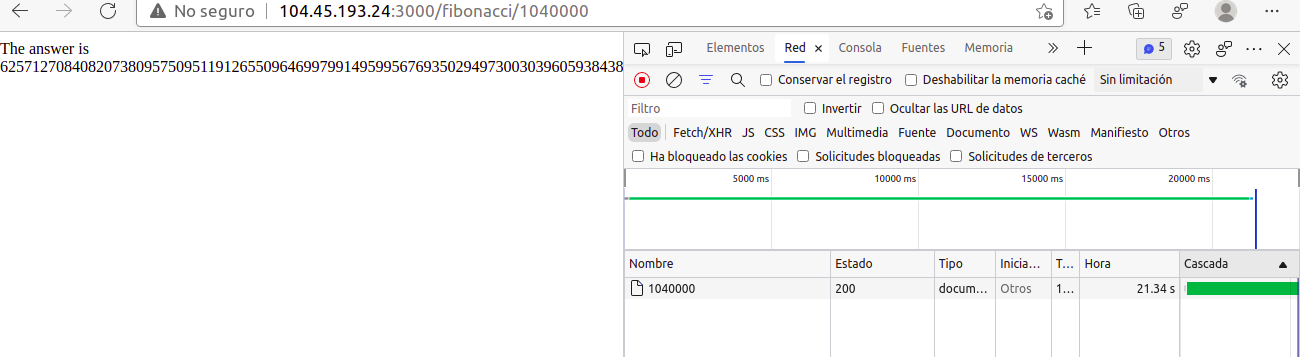 No seguro 104.45.193.24:3000/fibonacci/1040000
The answer is
62571270840820738095750951191265509646997991495995676935029497300303960593843­8
Elementos Red Consola Fuentes Memoria 5
Conservar el registro Deshabilitar la memoria caché Sin limitación
Filtro Invertir Ocultar las URL de datos
Todo Fetch/XHR JS CSS IMG Multimedia Fuente Documento WS Wasm Manifiesto Otros
Ha bloqueado las cookies Solicitudes bloqueadas Solicitudes de terceros
5000 ms 10000 ms 15000 ms 20000 ms
Nombre Estado Tipo Inicia... T... Hora Cascada
1040000 200 docum... Otros 1... 21.34 s